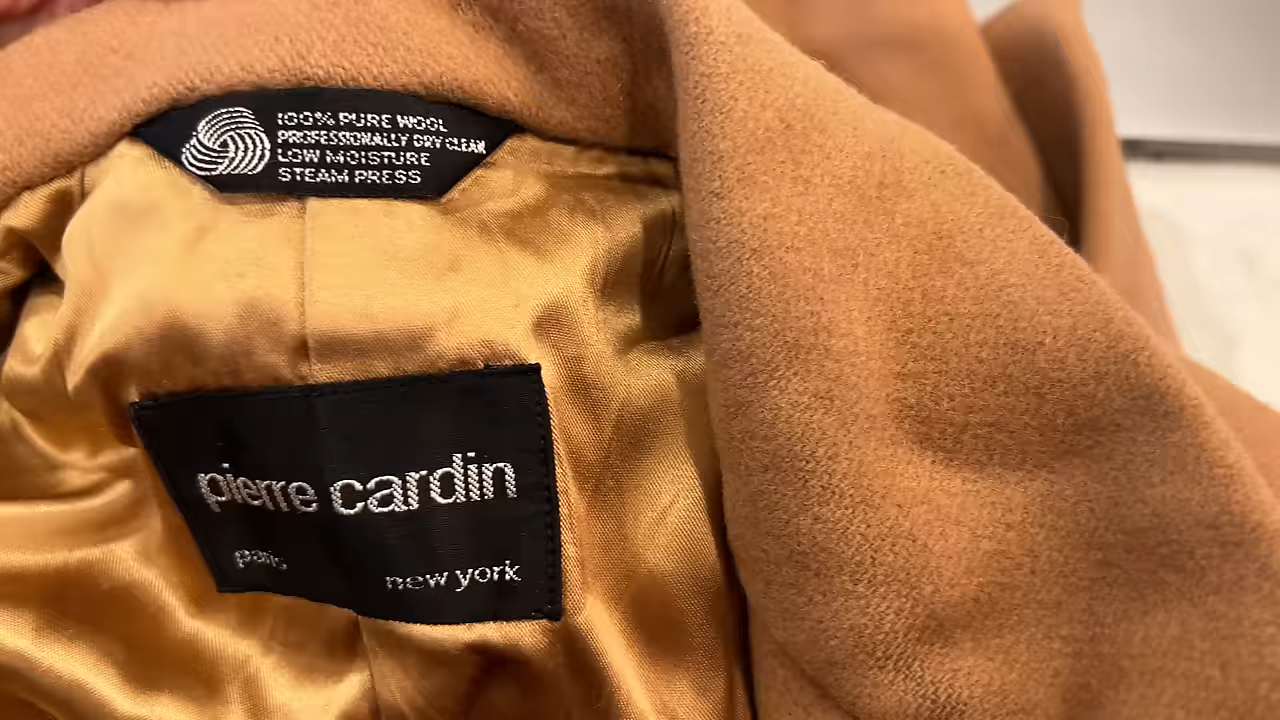 100% PURE WOOL
PROFESSIONALLY DRY CLEAN
LOW MOISTURE
STEAM PRESS
pierre cardin
paris new york